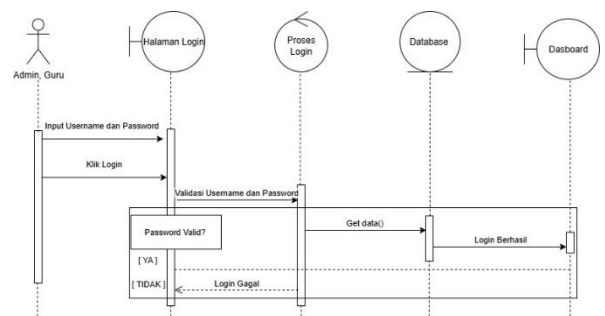 Halaman Login
Proses
Login
Database
Dasboard
Admin, Guru
Input Username dan Password
Klik Login
Validasi Username dan Password
Password Valid?
Get data()
Login Berhasil
[ YA ]
[ TIDAK ]
Login Gagal